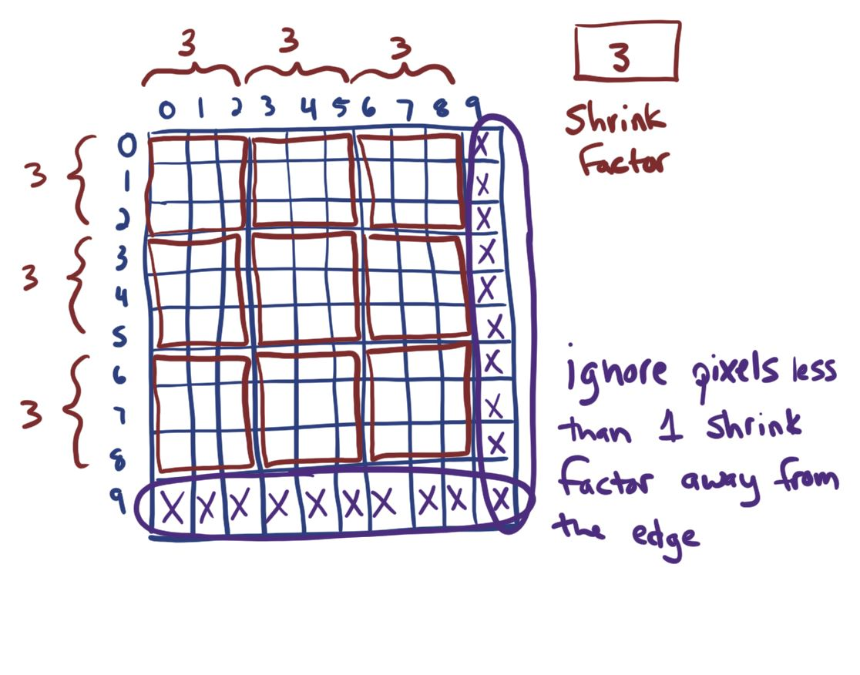 3 3 3
3
Shrink
Factor
0 1 2 3 4 5 6 7 8 9
0 X
3 1 X
2 X
3 X
3 4 X
5 X
6 X
3 7 X
8 X
9 X X X X X X X X X X
ignore pixels less
than 1 shrink
factor away from
the edge